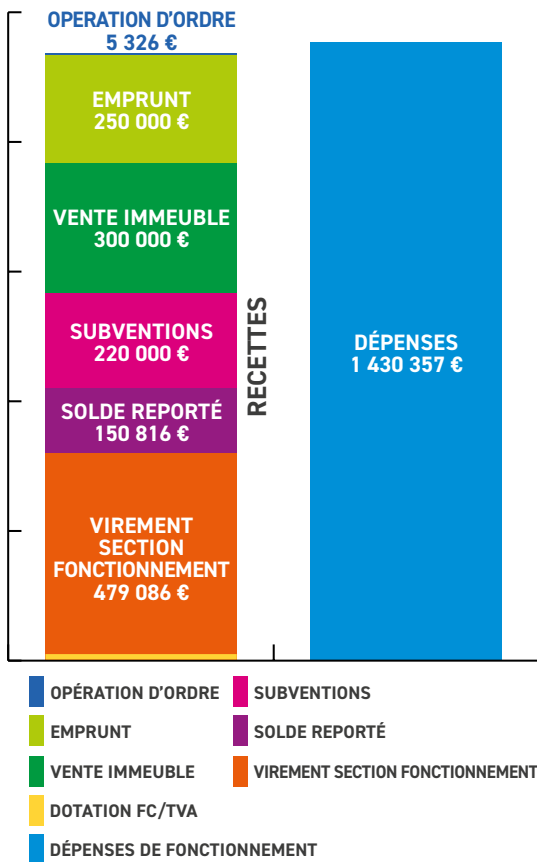 OPERATION D'ORDRE
5 326 €
EMPRUNT
250 000 €
VENTE IMMEUBLE
300 000 €
SUBVENTIONS
220 000 €
SOLDE REPORTÉ
150 816 €
VIREMENT
SECTION
FONCTIONNEMENT
479 086 €
RECETTES
DÉPENSES
1 430 357 €
OPÉRATION D'ORDRE
SUBVENTIONS
EMPRUNT
SOLDE REPORTÉ
VENTE IMMEUBLE
VIREMENT SECTION FONCTIONNEMENT
DOTATION FC/TVA
DÉPENSES DE FONCTIONNEMENT